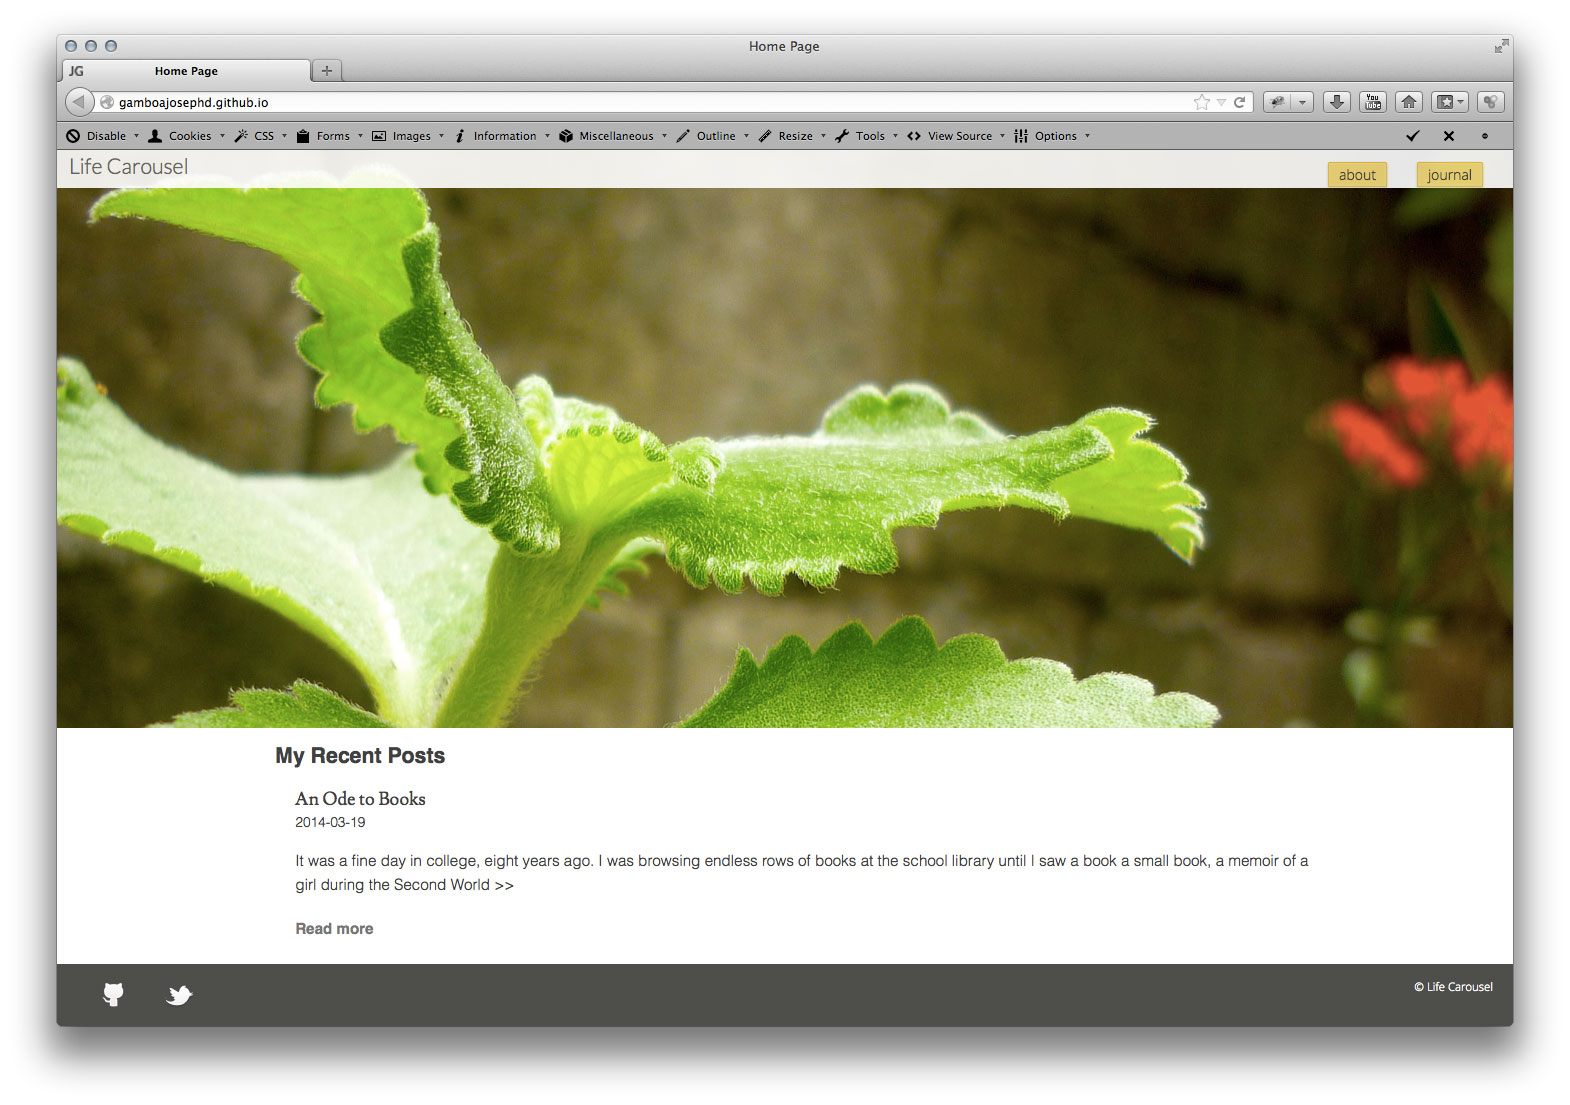 Home Page
JG Home Page
gamboajosephd.github.io
You Tube
Disable Cookies CSS Forms Images Information Miscellaneous Outline Resize Tools View Source Options
Life Carousel about journal
My Recent Posts
An Ode to Books
2014-03-19
It was a fine day in college, eight years ago. I was browsing endless rows of books at the school library until I saw a book a small book, a memoir of a
girl during the Second World >>
Read more
© Life Carousel